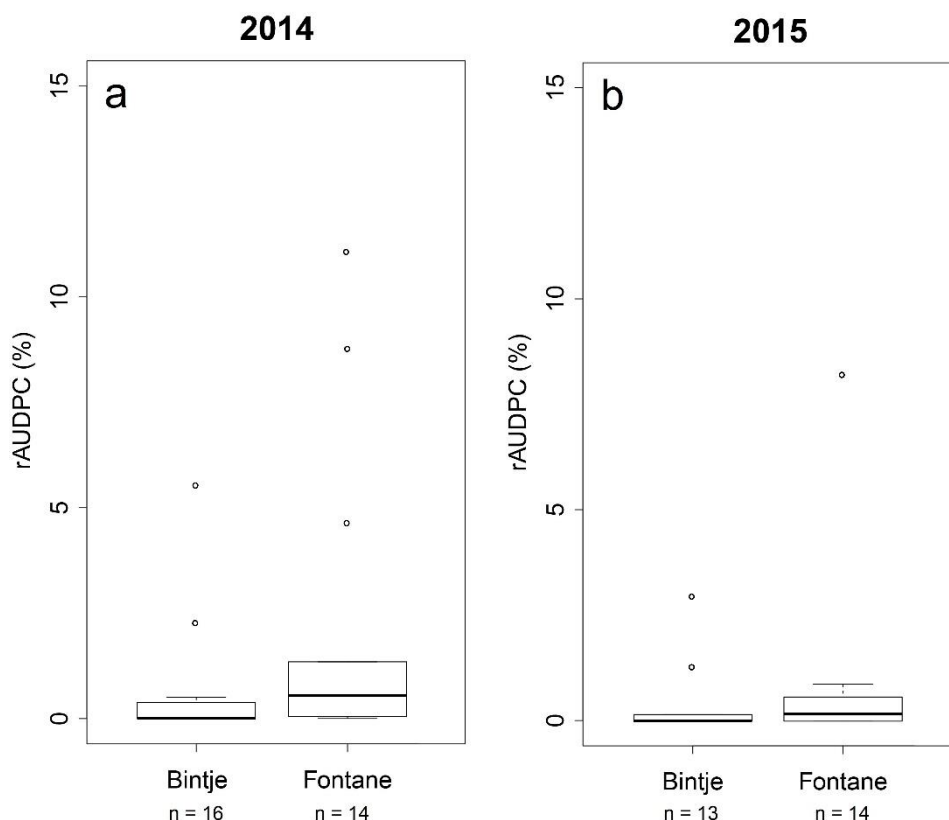 2014
a
rAUDPC (%)
15
10
5
0
Bintje
Fontane
n = 16
n = 14
2015
b
rAUDPC (%)
15
10
5
0
Bintje
Fontane
n = 13
n = 14